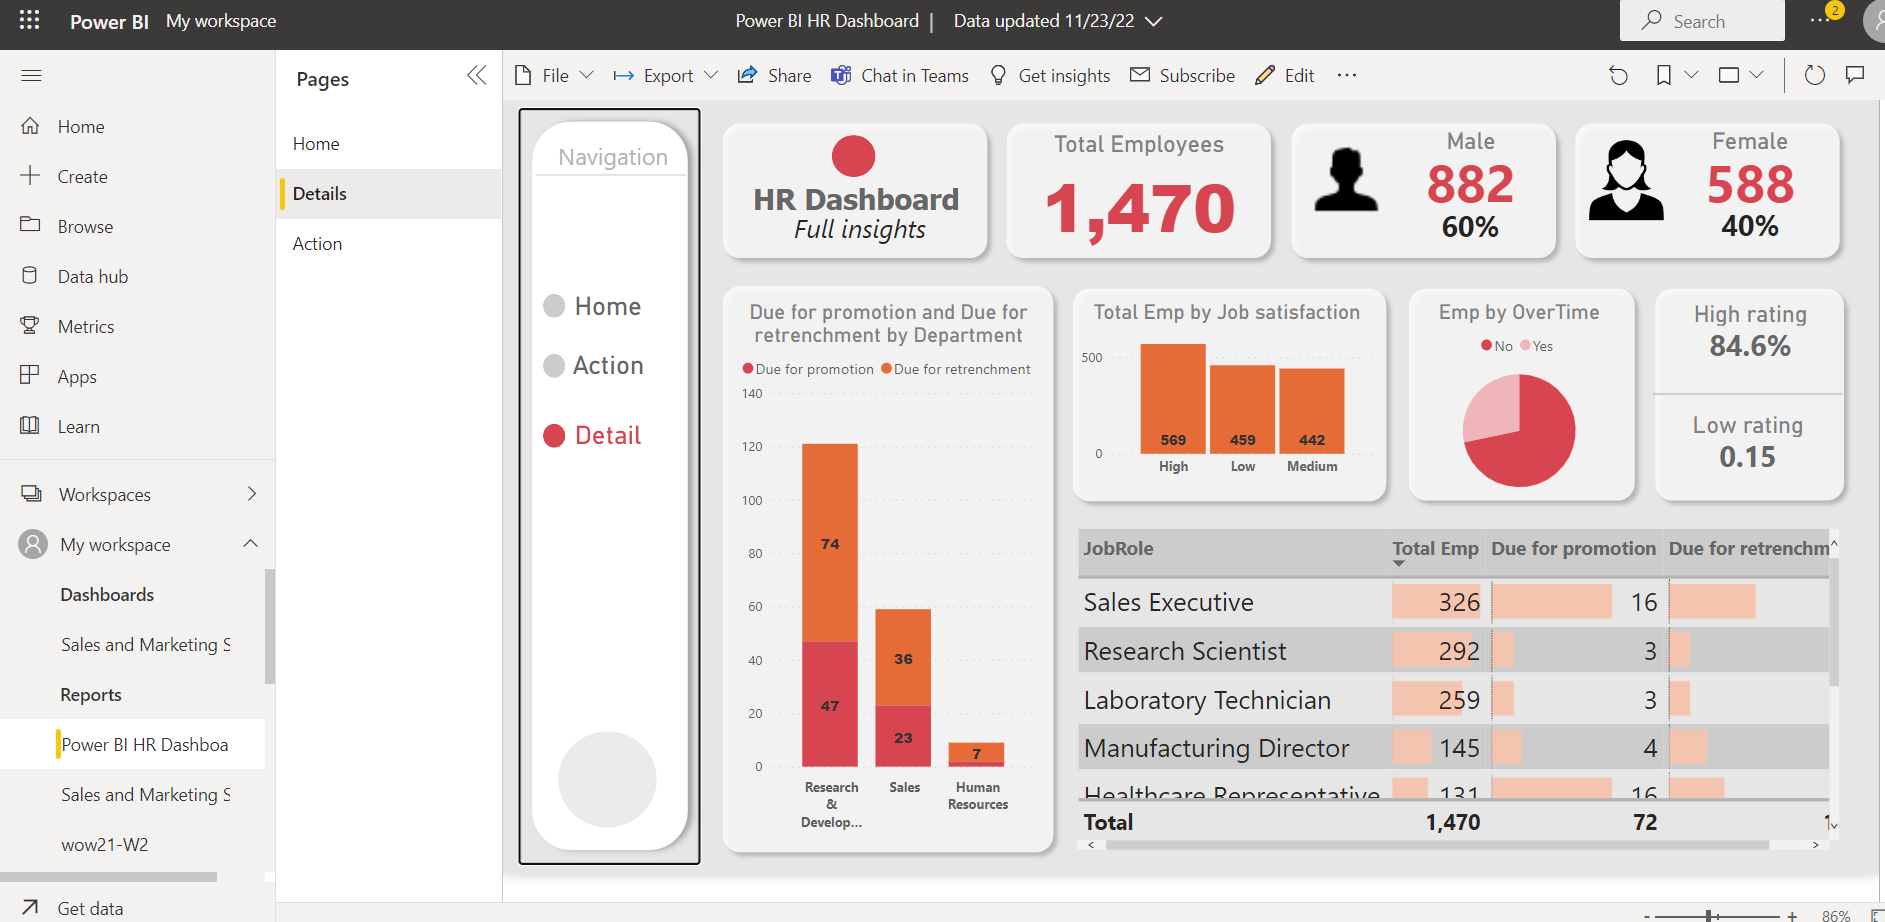 Power BI My workspace
Power BI HR Dashboard | Data updated 11/23/22
Search
2
Home
Create
Browse
Data hub
Metrics
Apps
Learn
Workspaces
My workspace
Dashboards
Sales and Marketing S
Reports
Power BI HR Dashboa
Sales and Marketing S
wow21-W2
Get data
Pages
Home
Details
Action
File
Export
Share
Chat in Teams
Get insights
Subscribe
Edit
Navigation
Home
Action
Detail
HR Dashboard
Full insights
Total Employees
1,470
Male
882
60%
Female
588
40%
Due for promotion and Due for
retrenchment by Department
Due for promotion Due for retrenchment
140
120
100
80
60
40
20
0
74
47
36
23
7
Research
&
Develop...
Sales
Human
Resources
Total Emp by Job satisfaction
500
0
569 459 442
High Low Medium
Emp by OverTime
No Yes
High rating
84.6%
Low rating
0.15
JobRole Total Emp Due for promotion Due for retrenchm
Sales Executive 326 16
Research Scientist 292 3
Laboratory Technician 259 3
Manufacturing Director 145 4
Healthcare Representative 131 16
Total 1,470 72 1
- + 86%